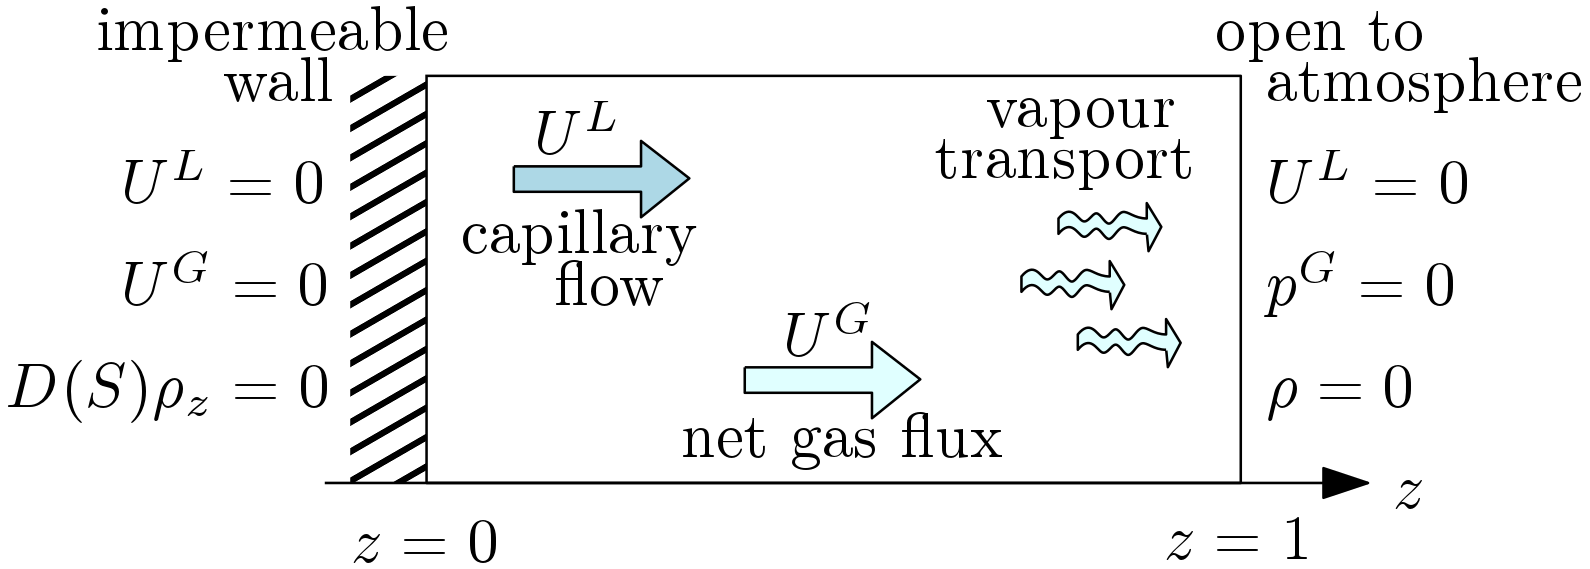 impermeable
wall
open to
atmosphere
U^L
capillary
flow
vapour
transport
U^L = 0
U^G = 0
D(S)ρ_z = 0
U^G
net gas flux
U^L = 0
p^G = 0
ρ = 0
z
z = 0
z = 1